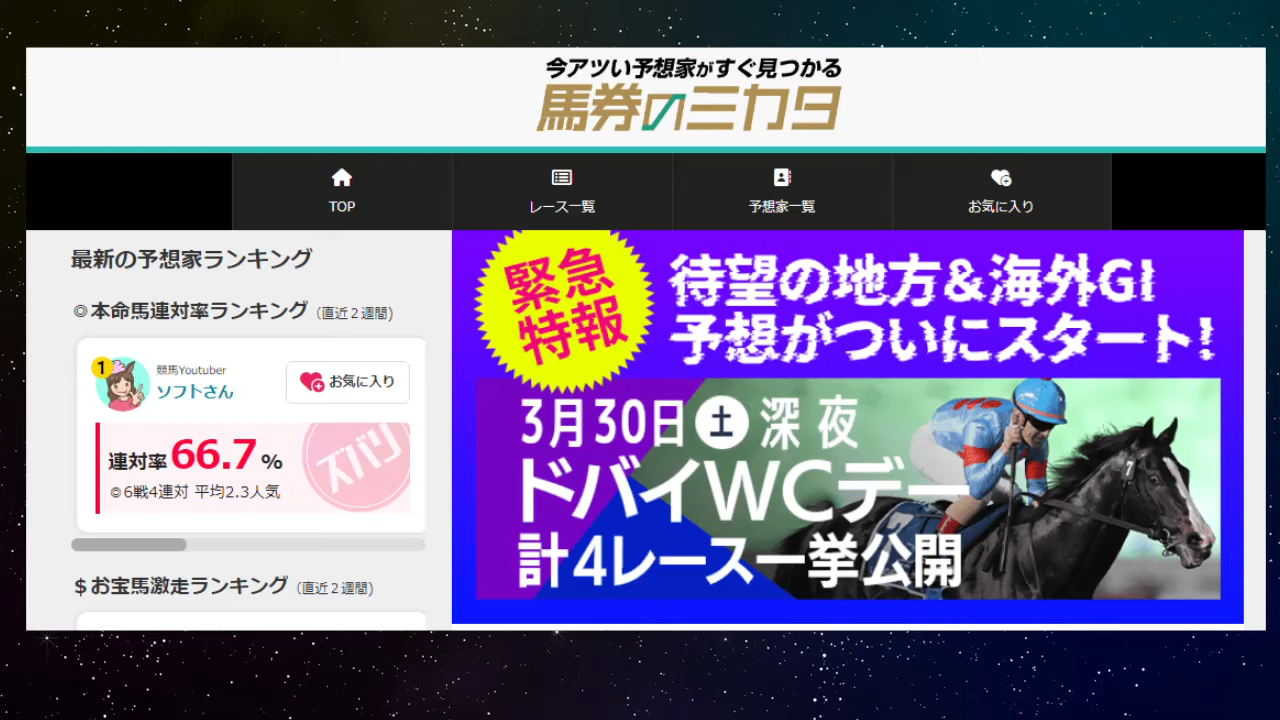 今アツい予想家がすぐ見つかる
馬券のミカタ
TOP
レース一覧
予想家一覧
お気に入り
最新の予想家ランキング
◎本命馬連対率ランキング（直近２週間）
1
競馬Youtuber
ソフトさん
お気に入り
連対率66.7%
◎6戦4連対 平均2.3人気
ズバリ
$お宝馬激走ランキング（直近２週間）
緊急
特報
待望の地方&海外GI
予想がついにスタート!
3月30日土深夜
ドバイWCデー
計4レース一挙公開
7